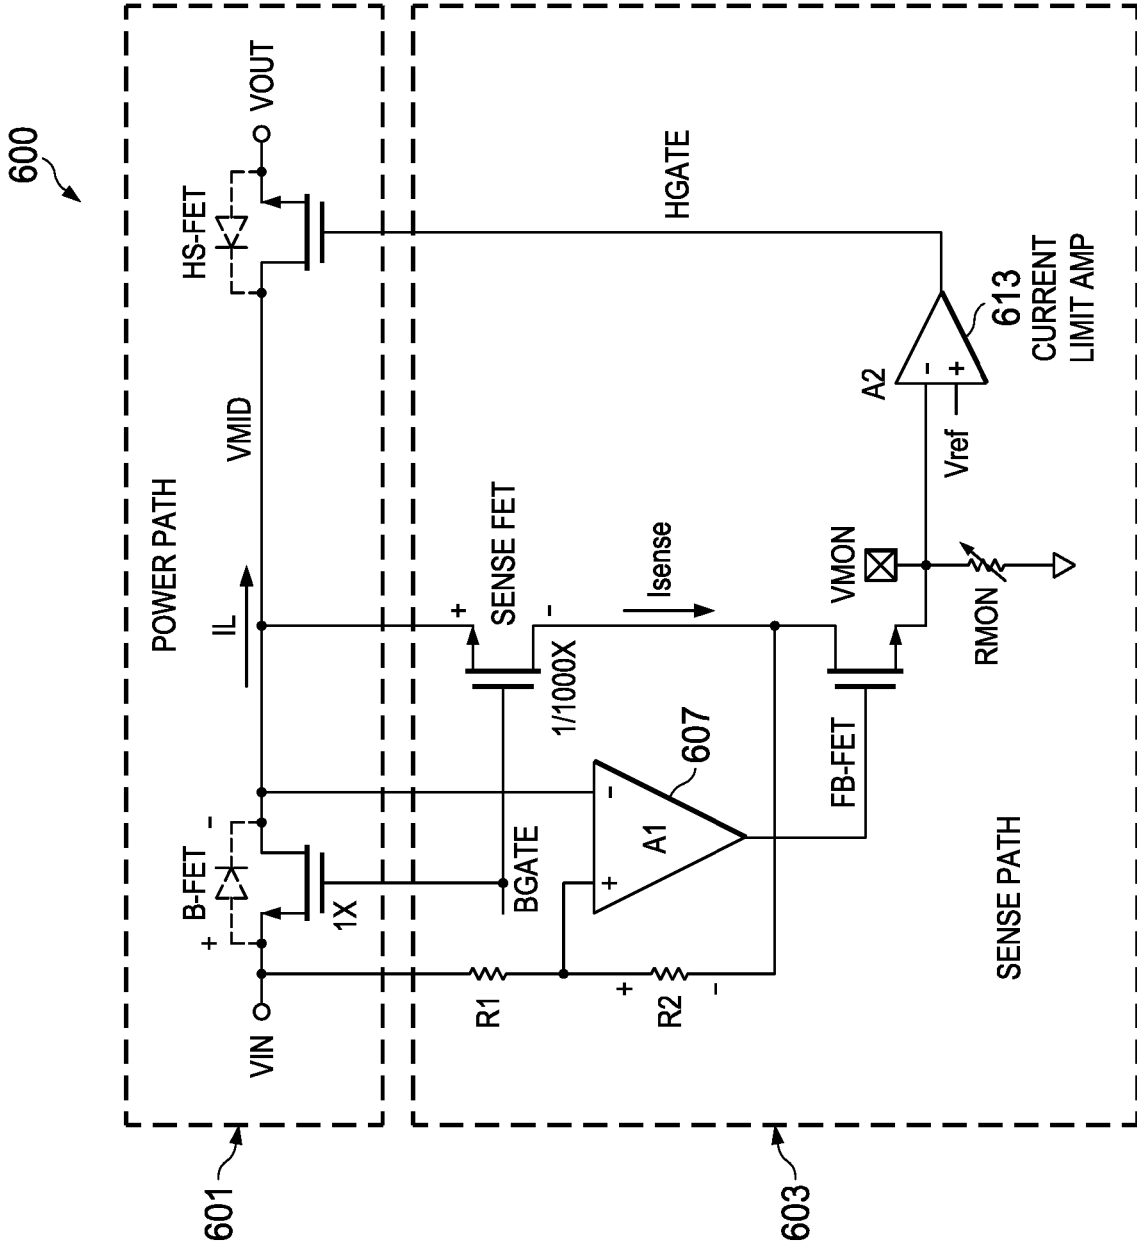 600
POWER PATH
VIN
+
B-FET
-
1X
IL
VMID
HS-FET
VOUT
601
R1
+
R2
-
BGATE
+
-
A1
607
+
SENSE FET
-
1/1000X
Isense
FB-FET
VMON
RMON
HGATE
A2
-
+
Vref
613
CURRENT
LIMIT AMP
SENSE PATH
603